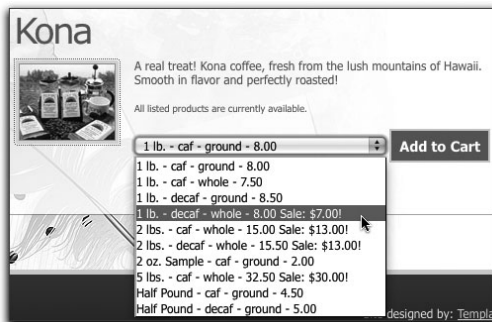 Kona
A real treat! Kona coffee, fresh from the lush mountains of Hawaii.
Smooth in flavor and perfectly roasted!
All listed products are currently available.
1 lb. - caf - ground - 8.00
Add to Cart
1 lb. - caf - ground - 8.00
1 lb. - caf - whole - 7.50
1 lb. - decaf - ground - 8.50
1 lb. - decaf - whole - 8.00 Sale: $7.00!
2 lbs. - caf - whole - 15.00 Sale: $13.00!
2 lbs. - decaf - whole - 15.50 Sale: $13.00!
2 oz. Sample - caf - ground - 2.00
5 lbs. - caf - whole - 32.50 Sale: $30.00!
Half Pound - caf - ground - 4.50
Half Pound - decaf - ground - 5.00
designed by: Templa